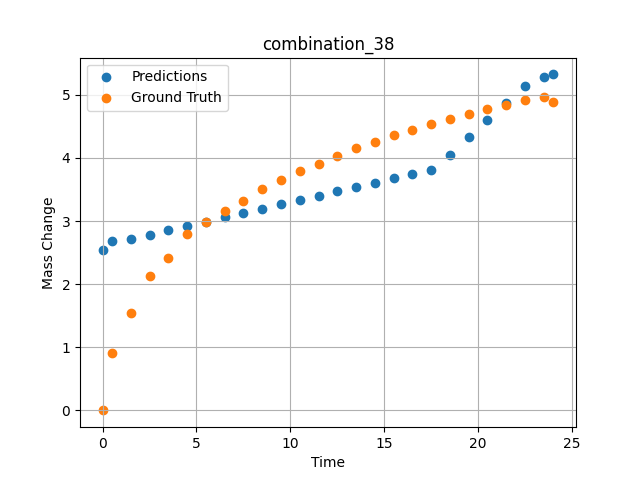 combination_38
Predictions
Ground Truth
5
4
3
2
1
0
Mass Change
0 5 10 15 20 25
Time